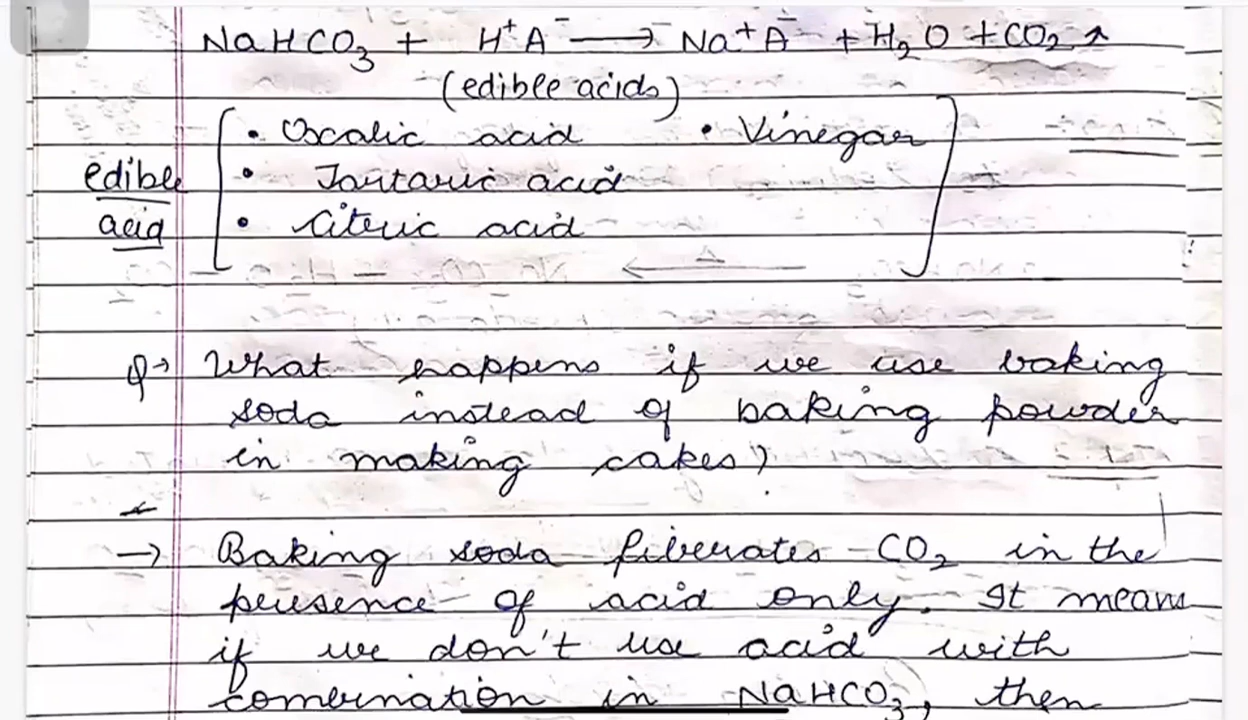 NaHCO₃ + H⁺A⁻ → Na⁺A⁻ + H₂O + CO₂ ↑
(edible acids)
• Oxcalic acid • Vinegar
edible • Tartaric acid
acid • Citeric acid
Q→ What happens if we use baking
soda instead of baking powder
in making cakes?
→ Baking soda liberates CO₂ in the
presence of acid only. It means
if we don't use acid with
combination in NaHCO₃, then